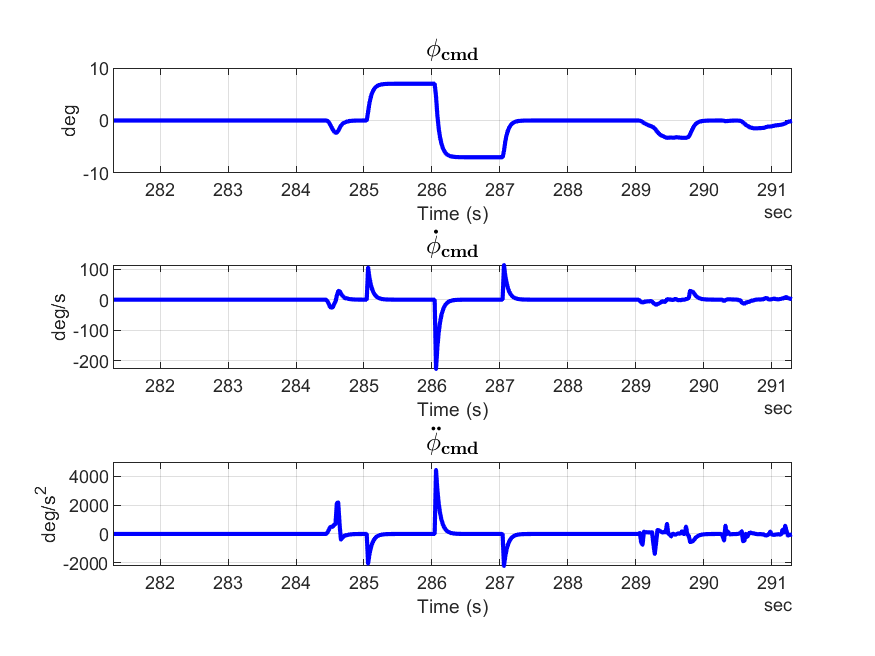 ϕcmd
10
0
-10
deg
282 283 284 285 286 287 288 289 290 291
Time (s)
sec
ϕ̇cmd
100
0
-100
-200
deg/s
282 283 284 285 286 287 288 289 290 291
Time (s)
sec
ϕ̈cmd
4000
2000
0
-2000
deg/s²
282 283 284 285 286 287 288 289 290 291
Time (s)
sec